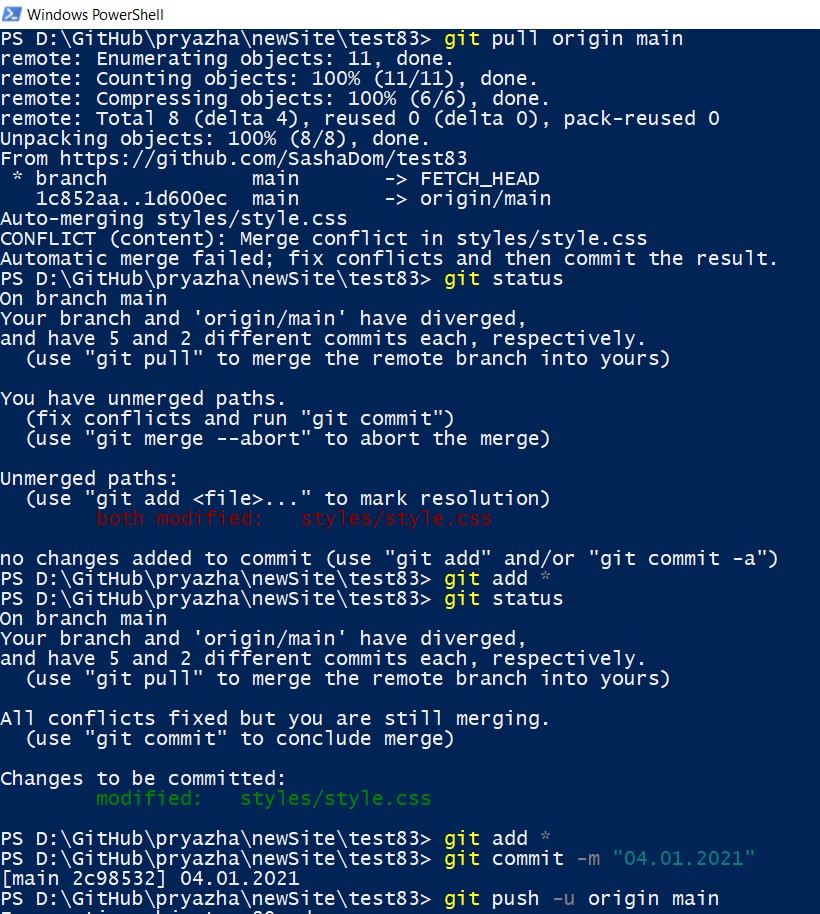 Windows PowerShell
PS D:\GitHub\pryazha\newSite\test83> git pull origin main
remote: Enumerating objects: 11, done.
remote: Counting objects: 100% (11/11), done.
remote: Compressing objects: 100% (6/6), done.
remote: Total 8 (delta 4), reused 0 (delta 0), pack-reused 0
Unpacking objects: 100% (8/8), done.
From https://github.com/SashaDom/test83
 * branch            main       -> FETCH_HEAD
   1c852aa..1d600ec  main       -> origin/main
Auto-merging styles/style.css
CONFLICT (content): Merge conflict in styles/style.css
Automatic merge failed; fix conflicts and then commit the result.
PS D:\GitHub\pryazha\newSite\test83> git status
On branch main
Your branch and 'origin/main' have diverged,
and have 5 and 2 different commits each, respectively.
  (use "git pull" to merge the remote branch into yours)
You have unmerged paths.
  (fix conflicts and run "git commit")
  (use "git merge --abort" to abort the merge)
Unmerged paths:
  (use "git add <file>..." to mark resolution)
        both modified:   styles/style.css
no changes added to commit (use "git add" and/or "git commit -a")
PS D:\GitHub\pryazha\newSite\test83> git add *
PS D:\GitHub\pryazha\newSite\test83> git status
On branch main
Your branch and 'origin/main' have diverged,
and have 5 and 2 different commits each, respectively.
  (use "git pull" to merge the remote branch into yours)
All conflicts fixed but you are still merging.
  (use "git commit" to conclude merge)
Changes to be committed:
        modified:   styles/style.css
PS D:\GitHub\pryazha\newSite\test83> git add *
PS D:\GitHub\pryazha\newSite\test83> git commit -m "04.01.2021"
[main 2c98532] 04.01.2021
PS D:\GitHub\pryazha\newSite\test83> git push -u origin main